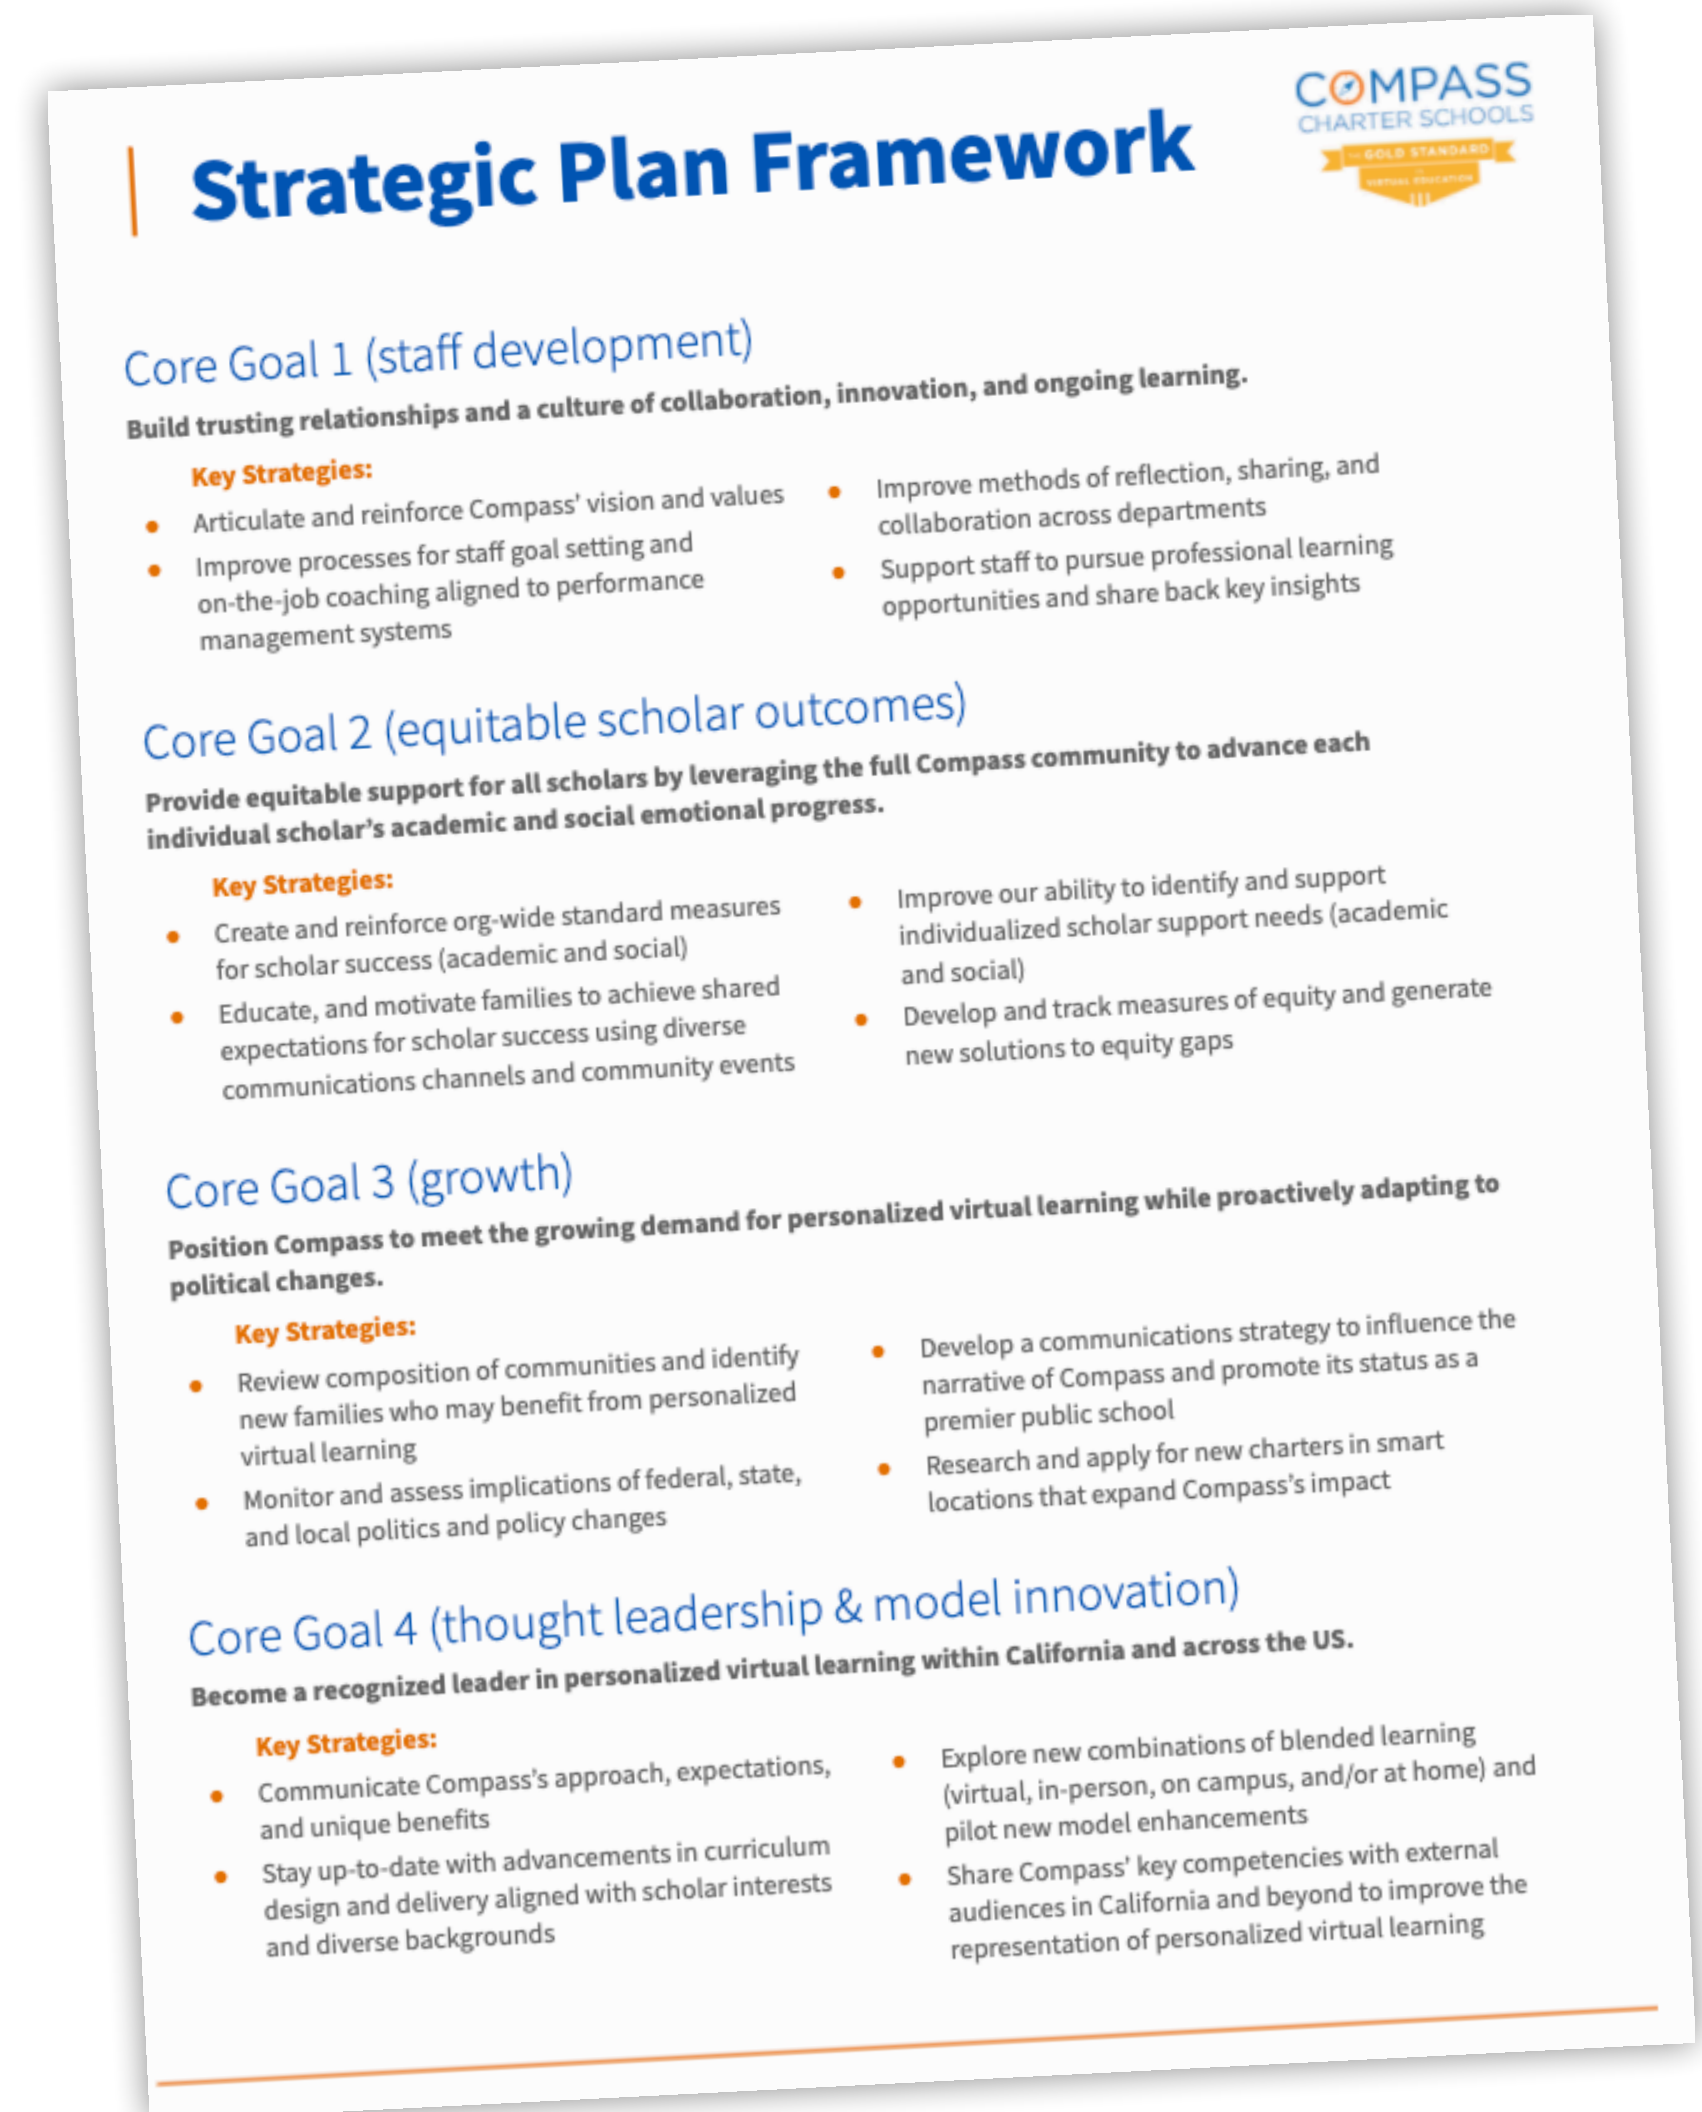 Strategic Plan Framework
COMPASS
CHARTER SCHOOLS
GOLD STANDARD
VIRTUAL EDUCATION
Core Goal 1 (staff development)
Build trusting relationships and a culture of collaboration, innovation, and ongoing learning.
Key Strategies:
Articulate and reinforce Compass' vision and values
Improve processes for staff goal setting and
on-the-job coaching aligned to performance
management systems
Improve methods of reflection, sharing, and
collaboration across departments
Support staff to pursue professional learning
opportunities and share back key insights
Core Goal 2 (equitable scholar outcomes)
Provide equitable support for all scholars by leveraging the full Compass community to advance each
individual scholar's academic and social emotional progress.
Key Strategies:
Create and reinforce org-wide standard measures
for scholar success (academic and social)
Educate, and motivate families to achieve shared
expectations for scholar success using diverse
communications channels and community events
Improve our ability to identify and support
individualized scholar support needs (academic
and social)
Develop and track measures of equity and generate
new solutions to equity gaps
Core Goal 3 (growth)
Position Compass to meet the growing demand for personalized virtual learning while proactively adapting to
political changes.
Key Strategies:
Review composition of communities and identify
new families who may benefit from personalized
virtual learning
Monitor and assess implications of federal, state,
and local politics and policy changes
Develop a communications strategy to influence the
narrative of Compass and promote its status as a
premier public school
Research and apply for new charters in smart
locations that expand Compass's impact
Core Goal 4 (thought leadership & model innovation)
Become a recognized leader in personalized virtual learning within California and across the US.
Key Strategies:
Communicate Compass's approach, expectations,
and unique benefits
Stay up-to-date with advancements in curriculum
design and delivery aligned with scholar interests
and diverse backgrounds
Explore new combinations of blended learning
(virtual, in-person, on campus, and/or at home) and
pilot new model enhancements
Share Compass' key competencies with external
audiences in California and beyond to improve the
representation of personalized virtual learning